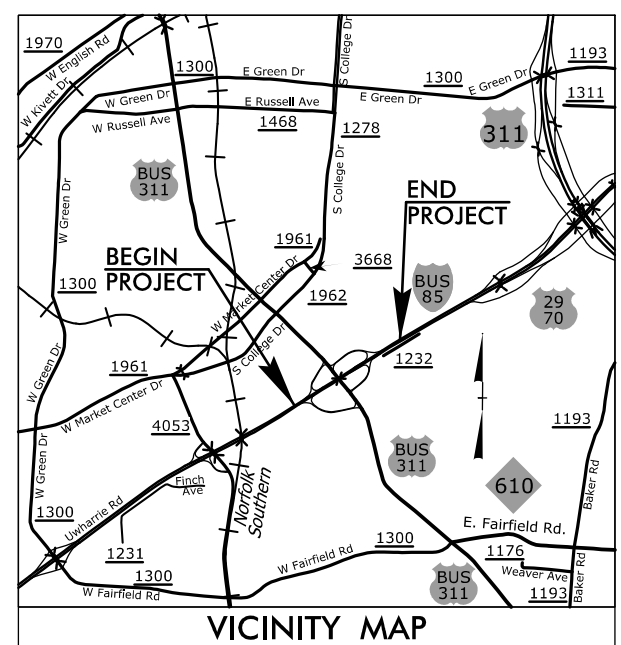 1970
W English Rd
W Kivett Dr
1300
E Green Dr
S College Dr
1300
E Green Dr
1193
1311
W Green Dr
E Russell Ave
E Green Dr
W Russell Ave
1468
1278
311
BUS
311
S College Dr
END
PROJECT
W Green Dr
BEGIN
PROJECT
1961
3668
W Market Center Dr
BUS
85
1300
1962
29
70
S College Dr
1961
1232
W Green Dr
W Market Center Dr
4053
1193
W Green Dr
BUS
311
Baker Rd
Finch
Ave
610
Norfolk
Southern
Uwharrie Rd
1300
E. Fairfield Rd.
1231
1300
W Fairfield Rd
1176
1300
Weaver Ave
W Fairfield Rd
BUS
311
1193
Baker Rd
VICINITY MAP